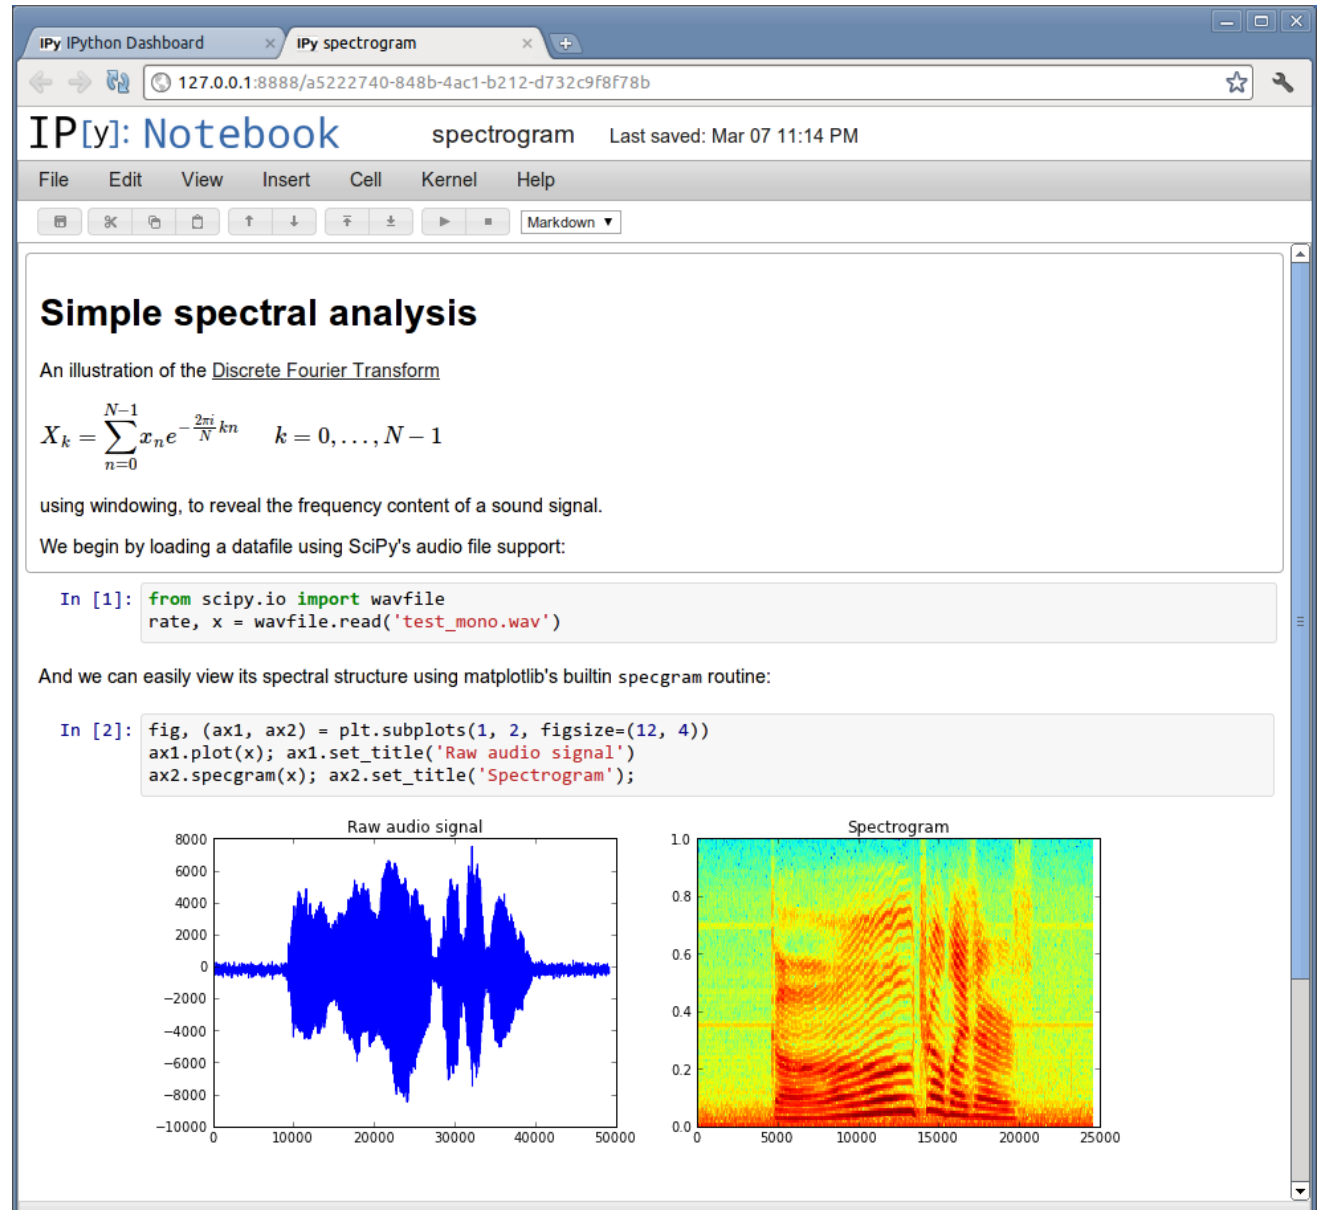 IPy IPython Dashboard
IPy spectrogram
127.0.0.1:8888/a5222740-848b-4ac1-b212-d732c9f8f78b
IP[y]: Notebook spectrogram Last saved: Mar 07 11:14 PM
File Edit View Insert Cell Kernel Help
Markdown
Simple spectral analysis
An illustration of the Discrete Fourier Transform
X_k = \sum_{n=0}^{N-1} x_n e^{-\frac{2\pi i}{N} kn} k = 0, . . . , N − 1
using windowing, to reveal the frequency content of a sound signal.
We begin by loading a datafile using SciPy's audio file support:
In [1]: from scipy.io import wavfile
rate, x = wavfile.read('test_mono.wav')
And we can easily view its spectral structure using matplotlib's builtin specgram routine:
In [2]: fig, (ax1, ax2) = plt.subplots(1, 2, figsize=(12, 4))
ax1.plot(x); ax1.set_title('Raw audio signal')
ax2.specgram(x); ax2.set_title('Spectrogram');
Raw audio signal
8000
6000
4000
2000
0
−2000
−4000
−6000
−8000
−10000
0 10000 20000 30000 40000 50000
Spectrogram
1.0
0.8
0.6
0.4
0.2
0.0
0 5000 10000 15000 20000 25000